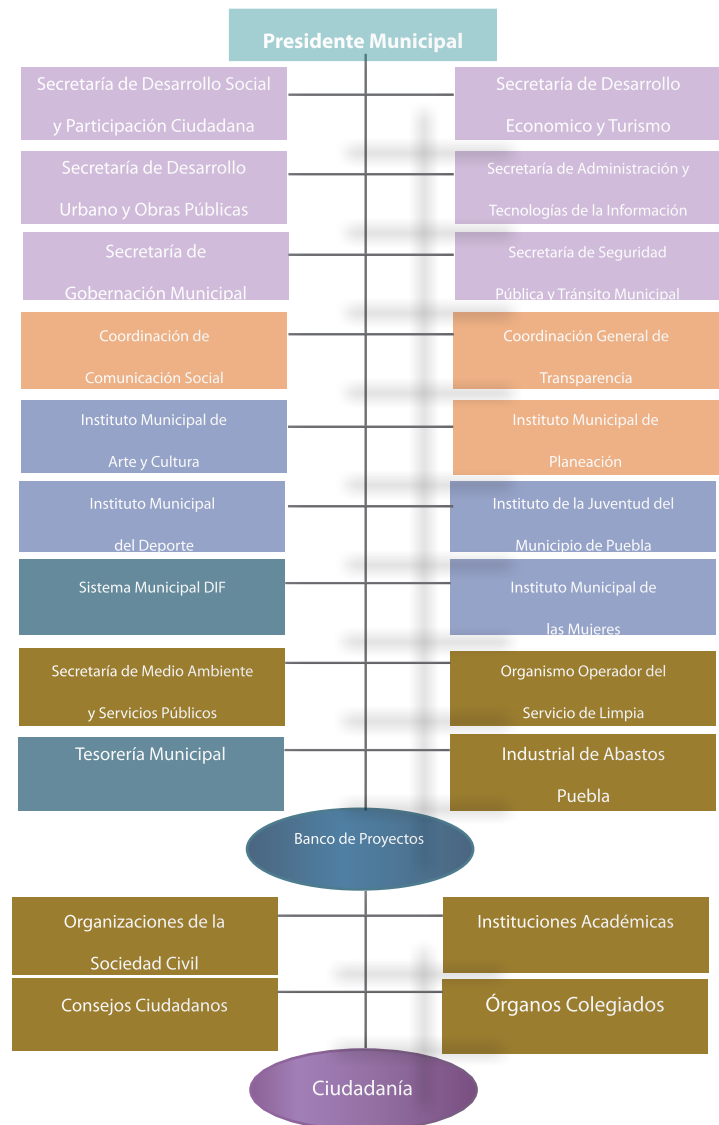 Presidente Municipal
Secretaría de Desarrollo Social
y Participación Ciudadana
Secretaría de Desarrollo
Economico y Turismo
Secretaría de Desarrollo
Urbano y Obras Públicas
Secretaría de Administración y
Tecnologías de la Información
Secretaría de
Gobernación Municipal
Secretaría de Seguridad
Pública y Tránsito Municipal
Coordinación de
Comunicación Social
Coordinación General de
Transparencia
Instituto Municipal de
Arte y Cultura
Instituto Municipal de
Planeación
Instituto Municipal
del Deporte
Instituto de la Juventud del
Municipio de Puebla
Sistema Municipal DIF
Instituto Municipal de
las Mujeres
Secretaría de Medio Ambiente
y Servicios Públicos
Organismo Operador del
Servicio de Limpia
Tesorería Municipal
Industrial de Abastos
Puebla
Banco de Proyectos
Organizaciones de la
Sociedad Civil
Instituciones Académicas
Consejos Ciudadanos
Órganos Colegiados
Ciudadanía